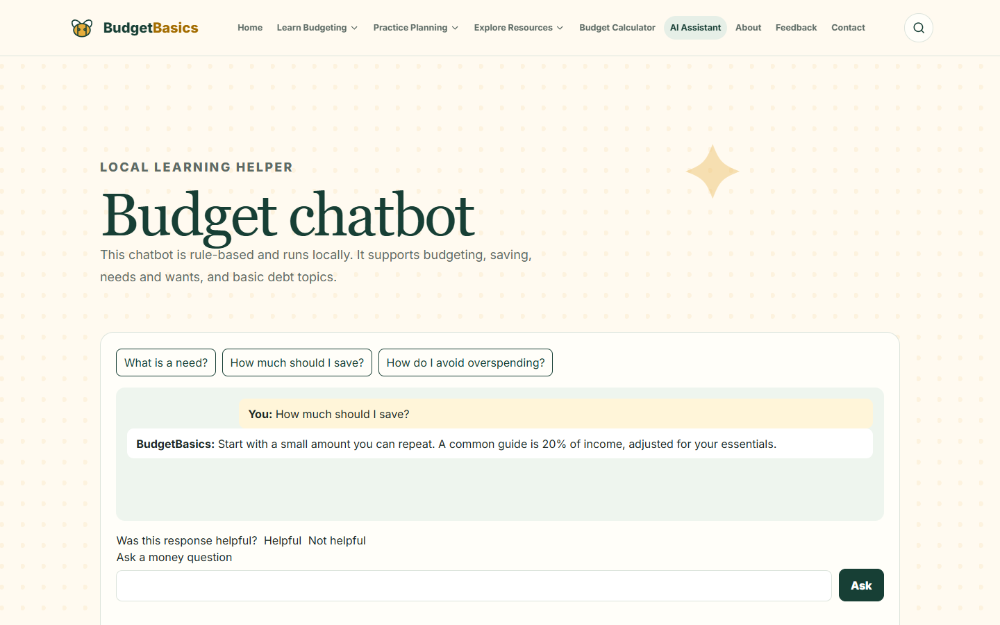 BudgetBasics
Home Learn Budgeting Practice Planning Explore Resources Budget Calculator AI Assistant About Feedback Contact
LOCAL LEARNING HELPER
Budget chatbot
This chatbot is rule-based and runs locally. It supports budgeting, saving,
needs and wants, and basic debt topics.
What is a need? How much should I save? How do I avoid overspending?
You: How much should I save?
BudgetBasics: Start with a small amount you can repeat. A common guide is 20% of income, adjusted for your essentials.
Was this response helpful? Helpful Not helpful
Ask a money question
Ask